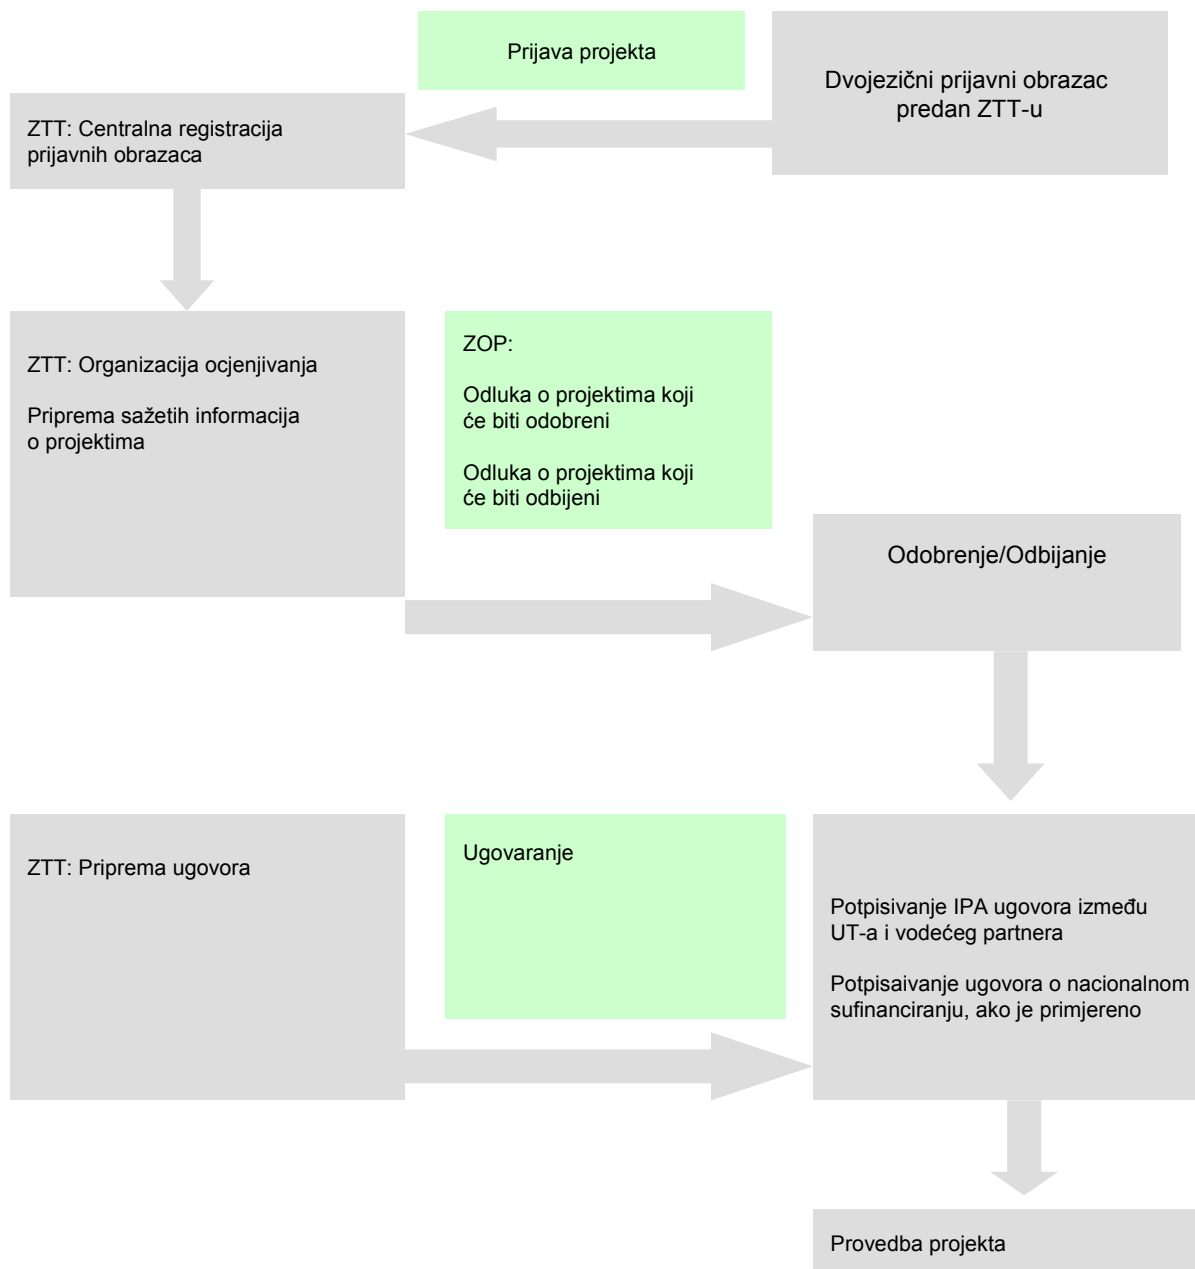 Prijava projekta
Dvojezični prijavni obrazac
predan ZTT-u
ZTT: Centralna registracija
prijavnih obrazaca
ZTT: Organizacija ocjenjivanja
Priprema sažetih informacija
o projektima
ZOP:
Odluka o projektima koji
će biti odobreni
Odluka o projektima koji
će biti odbijeni
Odobrenje/Odbijanje
ZTT: Priprema ugovora
Ugovaranje
Potpisivanje IPA ugovora između
UT-a i vodećeg partnera
Potpisaivanje ugovora o nacionalnom
sufinanciranju, ako je primjereno
Provedba projekta